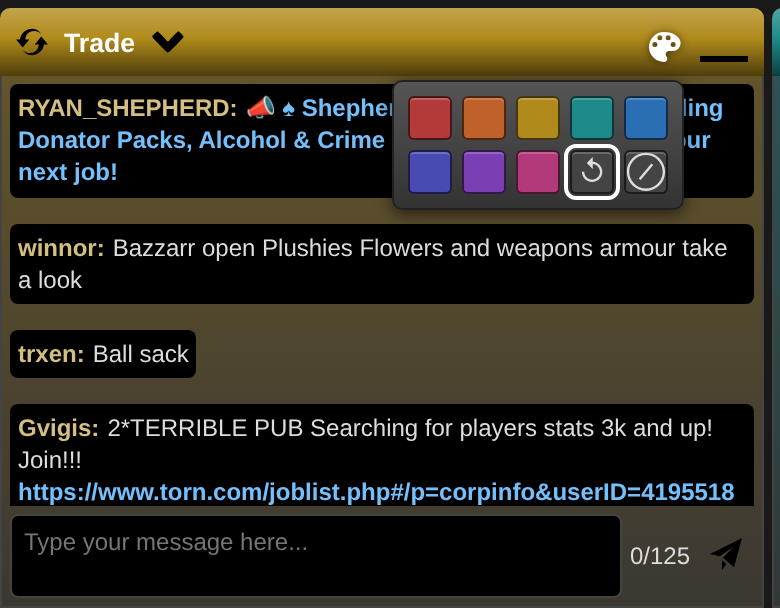 Trade
RYAN_SHEPHERD: 📣 ♠ Shepher ling
Donator Packs, Alcohol & Crime our
next job!
winnor: Bazzarr open Plushies Flowers and weapons armour take
a look
trxen: Ball sack
Gvigis: 2*TERRIBLE PUB Searching for players stats 3k and up!
Join!!!
https://www.torn.com/joblist.php#/p=corpinfo&userID=4195518
Type your message here...
0/125